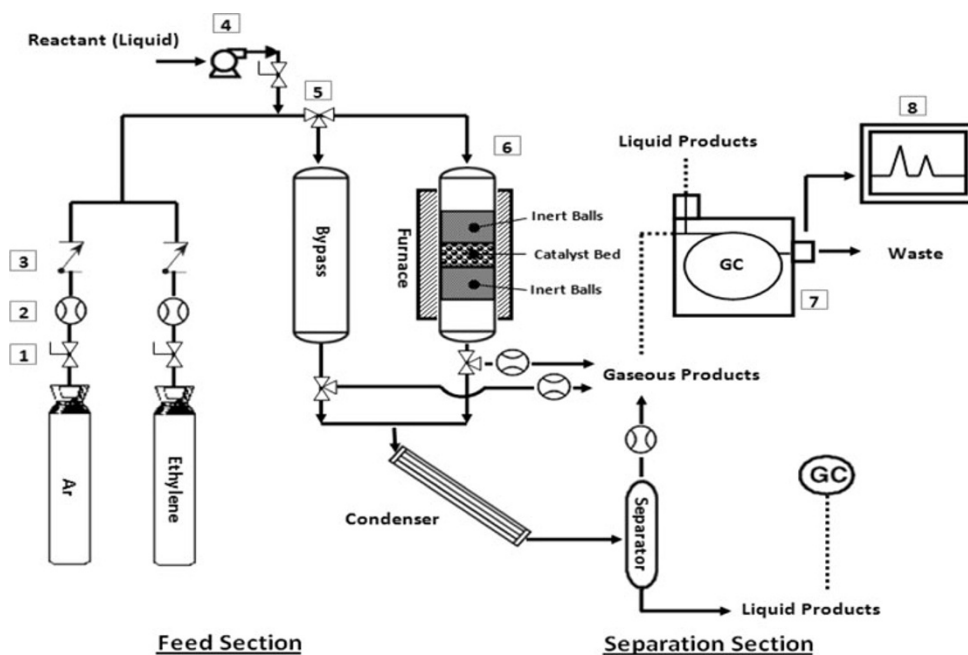 4
Reactant (Liquid)
5
8
6
Liquid Products
Inert Balls
Bypass
Furnace
Catalyst Bed
GC
Waste
3
Inert Balls
2
7
1
Gaseous Products
Ar
Ethylene
GC
Condenser
Separator
Liquid Products
Feed Section
Separation Section